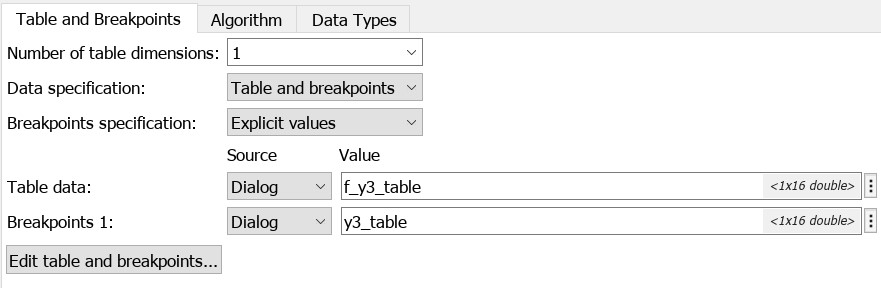 Table and Breakpoints Algorithm Data Types
Number of table dimensions: 1
Data specification: Table and breakpoints
Breakpoints specification: Explicit values
Source Value
Table data: Dialog f_y3_table <1x16 double>
Breakpoints 1: Dialog y3_table <1x16 double>
Edit table and breakpoints...